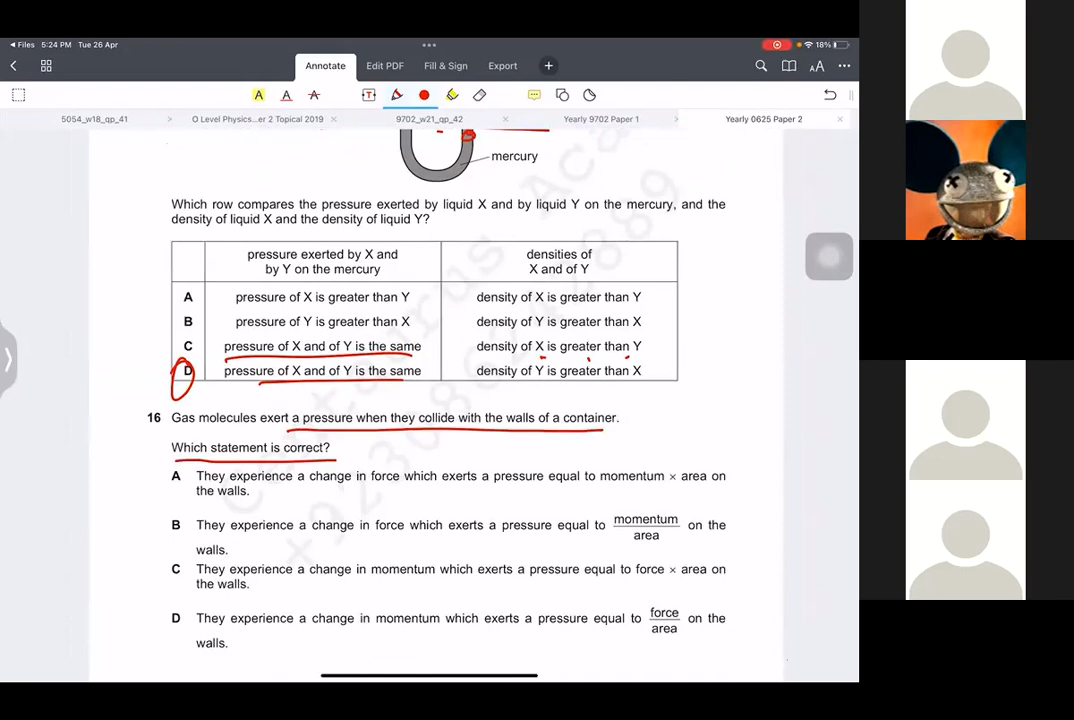 Files 5:24 PM Tue 26 Apr
18%
Annotate Edit PDF Fill & Sign Export
5054_w18_qp_41 O Level Physics...er 2 Topical 2019 9702_w21_qp_42 Yearly 9702 Paper 1 Yearly 0625 Paper 2
mercury
Which row compares the pressure exerted by liquid X and by liquid Y on the mercury, and the
density of liquid X and the density of liquid Y?
pressure exerted by X and
by Y on the mercury
densities of
X and of Y
A pressure of X is greater than Y density of X is greater than Y
B pressure of Y is greater than X density of Y is greater than X
C pressure of X and of Y is the same density of X is greater than Y
D pressure of X and of Y is the same density of Y is greater than X
16 Gas molecules exert a pressure when they collide with the walls of a container.
Which statement is correct?
A They experience a change in force which exerts a pressure equal to momentum × area on
the walls.
B They experience a change in force which exerts a pressure equal to momentum/area on the
walls.
C They experience a change in momentum which exerts a pressure equal to force × area on
the walls.
D They experience a change in momentum which exerts a pressure equal to force/area on the
walls.